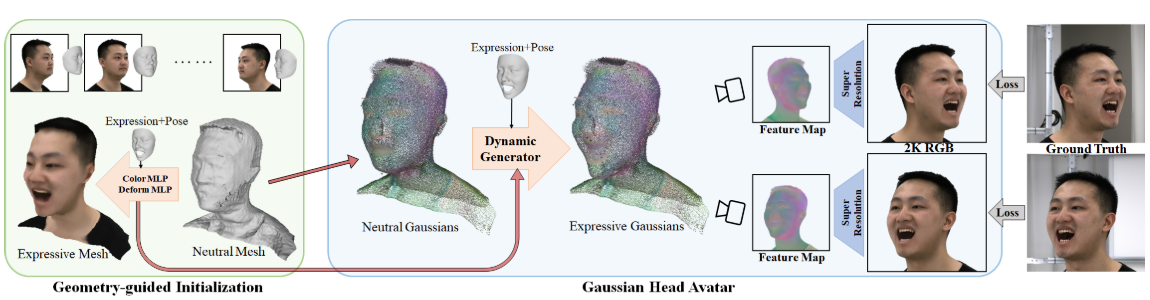 Expression+Pose
Color MLP
Deform MLP
Expressive Mesh
Neutral Mesh
Geometry-guided Initialization
Neutral Gaussians
Expression+Pose
Dynamic
Generator
Expressive Gaussians
Feature Map
Super
Resolution
2K RGB
Loss
Ground Truth
Feature Map
Super
Resolution
Loss
Gaussian Head Avatar